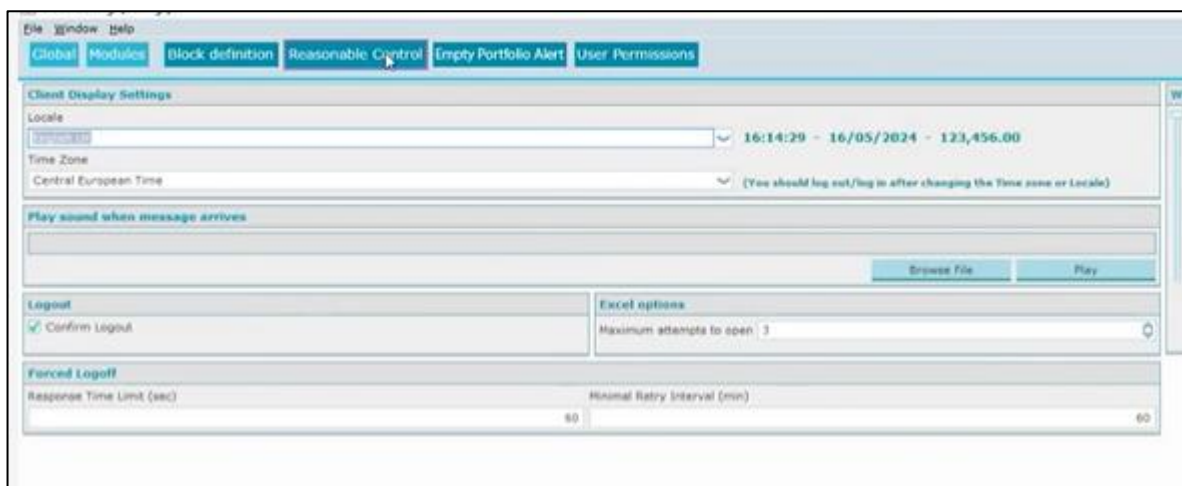 File Window Help
Global Modules Block definition Reasonable Control Empty Portfolio Alert User Permissions
Client Display Settings
Locale
16:14:29 - 16/05/2024 - 123,456.00
Time Zone
Central European Time
(You should log out/log in after changing the Time zone or Locale)
Play sound when message arrives
Browse File Play
Logout Excel options
Confirm Logout Maximum attempts to open 3
Forced Logoff
Response Time Limit (sec) Minimal Retry Interval (min)
60 60